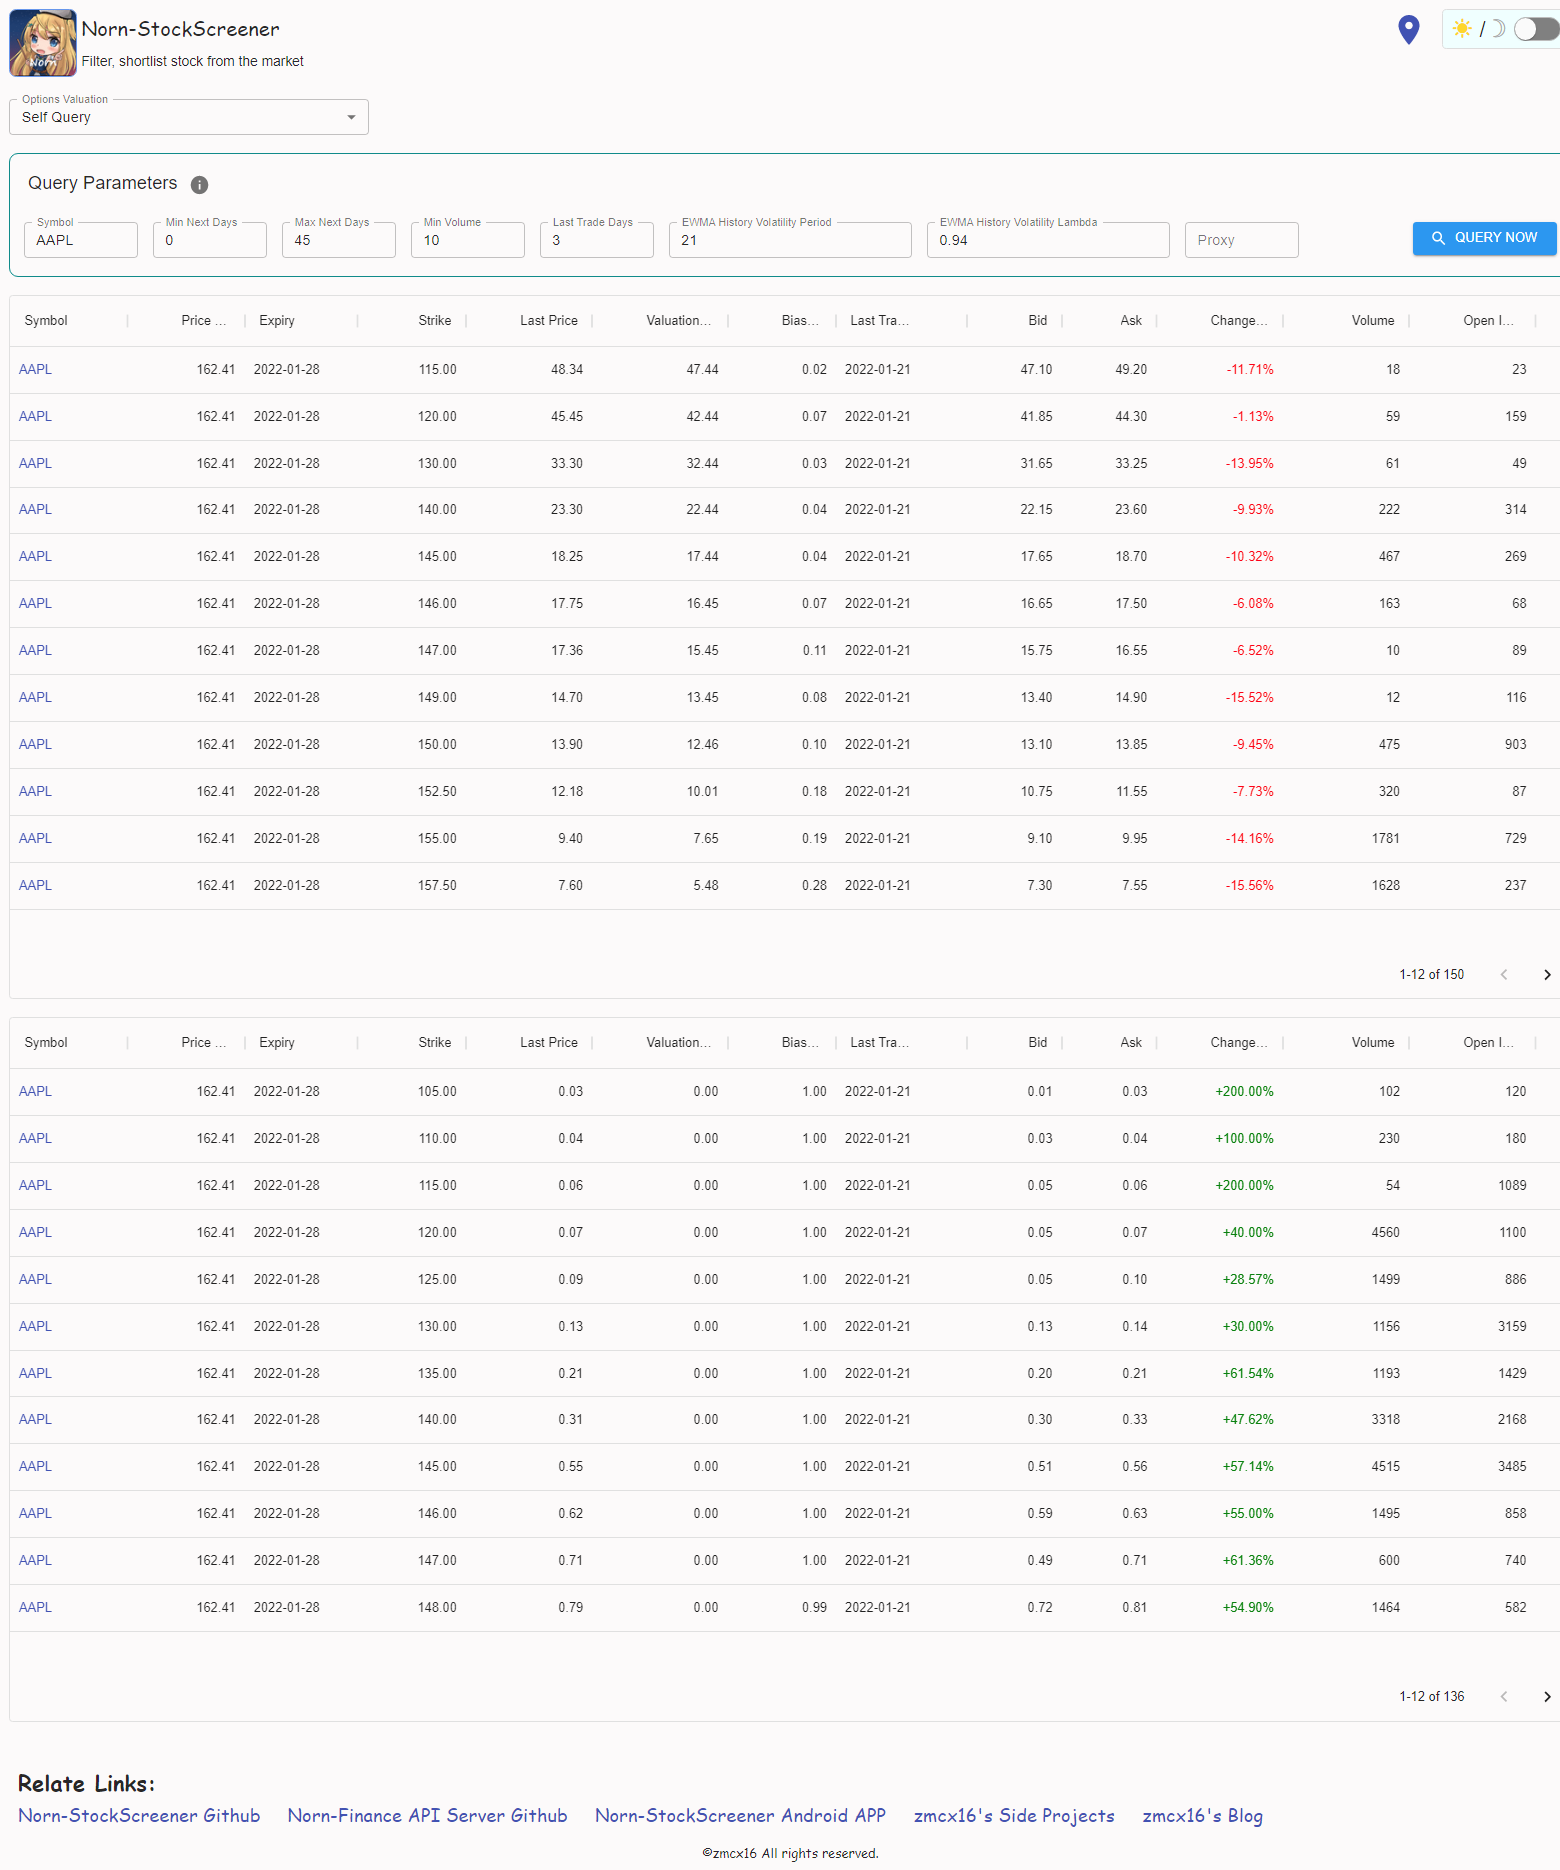 Norn-StockScreener
Filter, shortlist stock from the market
Norn
☀ / ☽
Options Valuation
Self Query
Query Parameters
Symbol Min Next Days Max Next Days Min Volume Last Trade Days EWMA History Volatility Period EWMA History Volatility Lambda
AAPL 0 45 10 3 21 0.94 Proxy QUERY NOW
Symbol Price ... Expiry Strike Last Price Valuation... Bias... Last Tra... Bid Ask Change... Volume Open I...
AAPL 162.41 2022-01-28 115.00 48.34 47.44 0.02 2022-01-21 47.10 49.20 -11.71% 18 23
AAPL 162.41 2022-01-28 120.00 45.45 42.44 0.07 2022-01-21 41.85 44.30 -1.13% 59 159
AAPL 162.41 2022-01-28 130.00 33.30 32.44 0.03 2022-01-21 31.65 33.25 -13.95% 61 49
AAPL 162.41 2022-01-28 140.00 23.30 22.44 0.04 2022-01-21 22.15 23.60 -9.93% 222 314
AAPL 162.41 2022-01-28 145.00 18.25 17.44 0.04 2022-01-21 17.65 18.70 -10.32% 467 269
AAPL 162.41 2022-01-28 146.00 17.75 16.45 0.07 2022-01-21 16.65 17.50 -6.08% 163 68
AAPL 162.41 2022-01-28 147.00 17.36 15.45 0.11 2022-01-21 15.75 16.55 -6.52% 10 89
AAPL 162.41 2022-01-28 149.00 14.70 13.45 0.08 2022-01-21 13.40 14.90 -15.52% 12 116
AAPL 162.41 2022-01-28 150.00 13.90 12.46 0.10 2022-01-21 13.10 13.85 -9.45% 475 903
AAPL 162.41 2022-01-28 152.50 12.18 10.01 0.18 2022-01-21 10.75 11.55 -7.73% 320 87
AAPL 162.41 2022-01-28 155.00 9.40 7.65 0.19 2022-01-21 9.10 9.95 -14.16% 1781 729
AAPL 162.41 2022-01-28 157.50 7.60 5.48 0.28 2022-01-21 7.30 7.55 -15.56% 1628 237
1-12 of 150
Symbol Price ... Expiry Strike Last Price Valuation... Bias... Last Tra... Bid Ask Change... Volume Open I...
AAPL 162.41 2022-01-28 105.00 0.03 0.00 1.00 2022-01-21 0.01 0.03 +200.00% 102 120
AAPL 162.41 2022-01-28 110.00 0.04 0.00 1.00 2022-01-21 0.03 0.04 +100.00% 230 180
AAPL 162.41 2022-01-28 115.00 0.06 0.00 1.00 2022-01-21 0.05 0.06 +200.00% 54 1089
AAPL 162.41 2022-01-28 120.00 0.07 0.00 1.00 2022-01-21 0.05 0.07 +40.00% 4560 1100
AAPL 162.41 2022-01-28 125.00 0.09 0.00 1.00 2022-01-21 0.05 0.10 +28.57% 1499 886
AAPL 162.41 2022-01-28 130.00 0.13 0.00 1.00 2022-01-21 0.13 0.14 +30.00% 1156 3159
AAPL 162.41 2022-01-28 135.00 0.21 0.00 1.00 2022-01-21 0.20 0.21 +61.54% 1193 1429
AAPL 162.41 2022-01-28 140.00 0.31 0.00 1.00 2022-01-21 0.30 0.33 +47.62% 3318 2168
AAPL 162.41 2022-01-28 145.00 0.55 0.00 1.00 2022-01-21 0.51 0.56 +57.14% 4515 3485
AAPL 162.41 2022-01-28 146.00 0.62 0.00 1.00 2022-01-21 0.59 0.63 +55.00% 1495 858
AAPL 162.41 2022-01-28 147.00 0.71 0.00 1.00 2022-01-21 0.49 0.71 +61.36% 600 740
AAPL 162.41 2022-01-28 148.00 0.79 0.00 0.99 2022-01-21 0.72 0.81 +54.90% 1464 582
1-12 of 136
Relate Links:
Norn-StockScreener Github Norn-Finance API Server Github Norn-StockScreener Android APP zmcx16's Side Projects zmcx16's Blog
©zmcx16 All rights reserved.